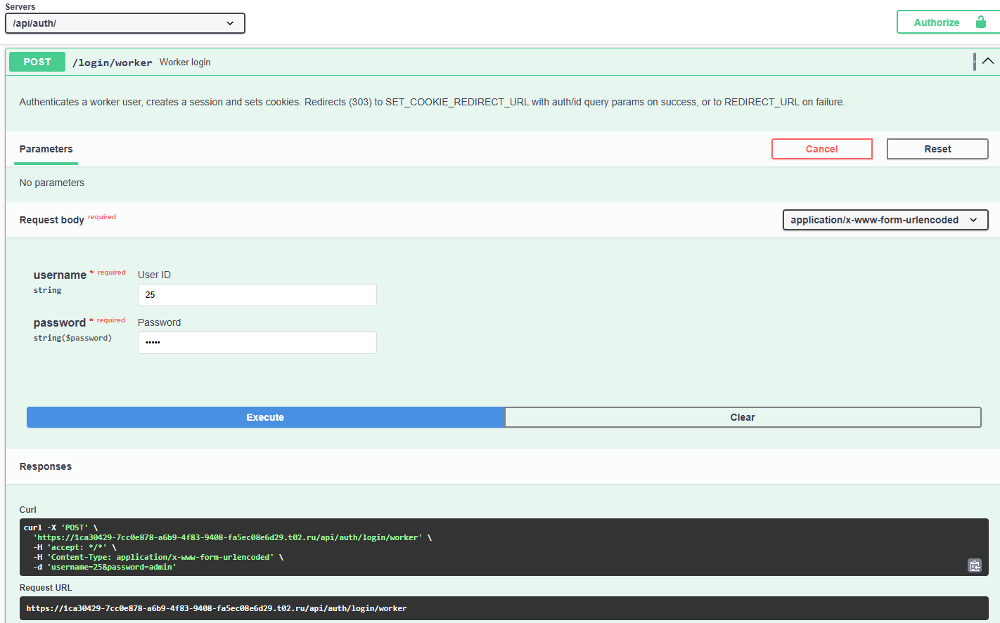 Servers
/api/auth/
Authorize
POST /login/worker Worker login
Authenticates a worker user, creates a session and sets cookies. Redirects (303) to SET_COOKIE_REDIRECT_URL with auth/id query params on success, or to REDIRECT_URL on failure.
Parameters
Cancel
Reset
No parameters
Request body required
application/x-www-form-urlencoded
username * required
string
User ID
25
password * required
string($password)
Password
•••••
Execute
Clear
Responses
Curl
curl -X 'POST' \
'https://1ca30429-7cc0e878-a6b9-4f83-9408-fa5ec08e6d29.t02.ru/api/auth/login/worker' \
-H 'accept: */*' \
-H 'Content-Type: application/x-www-form-urlencoded' \
-d 'username=25&password=admin'
Request URL
https://1ca30429-7cc0e878-a6b9-4f83-9408-fa5ec08e6d29.t02.ru/api/auth/login/worker